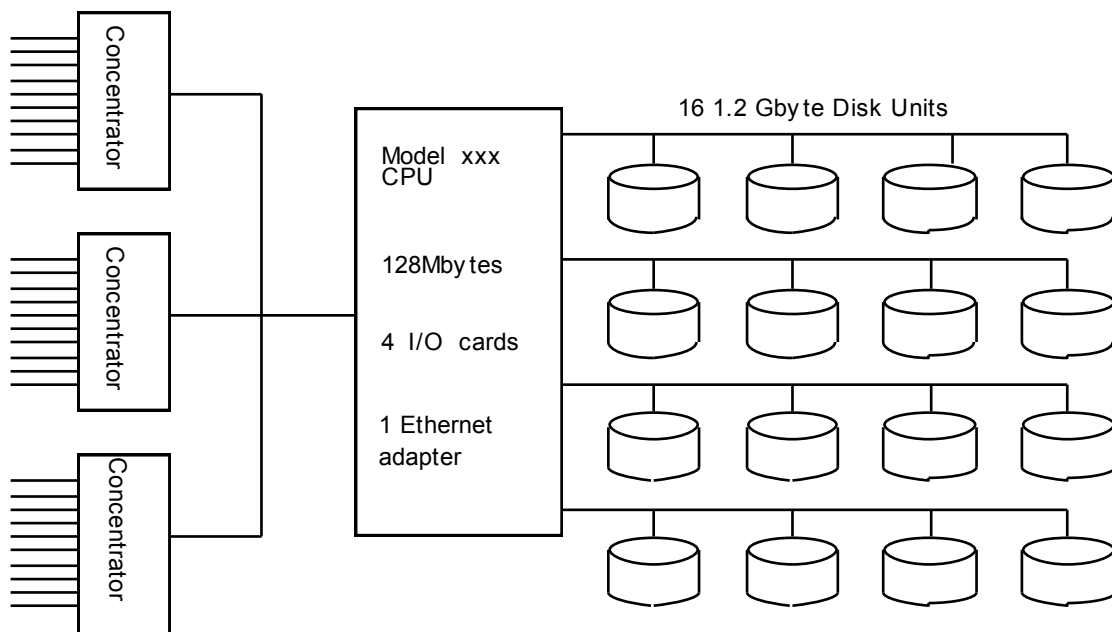 Concentrator
Concentrator
Concentrator
Model xxx
CPU
128Mbytes
4 I/O cards
1 Ethernet
adapter
16 1.2 Gbyte Disk Units